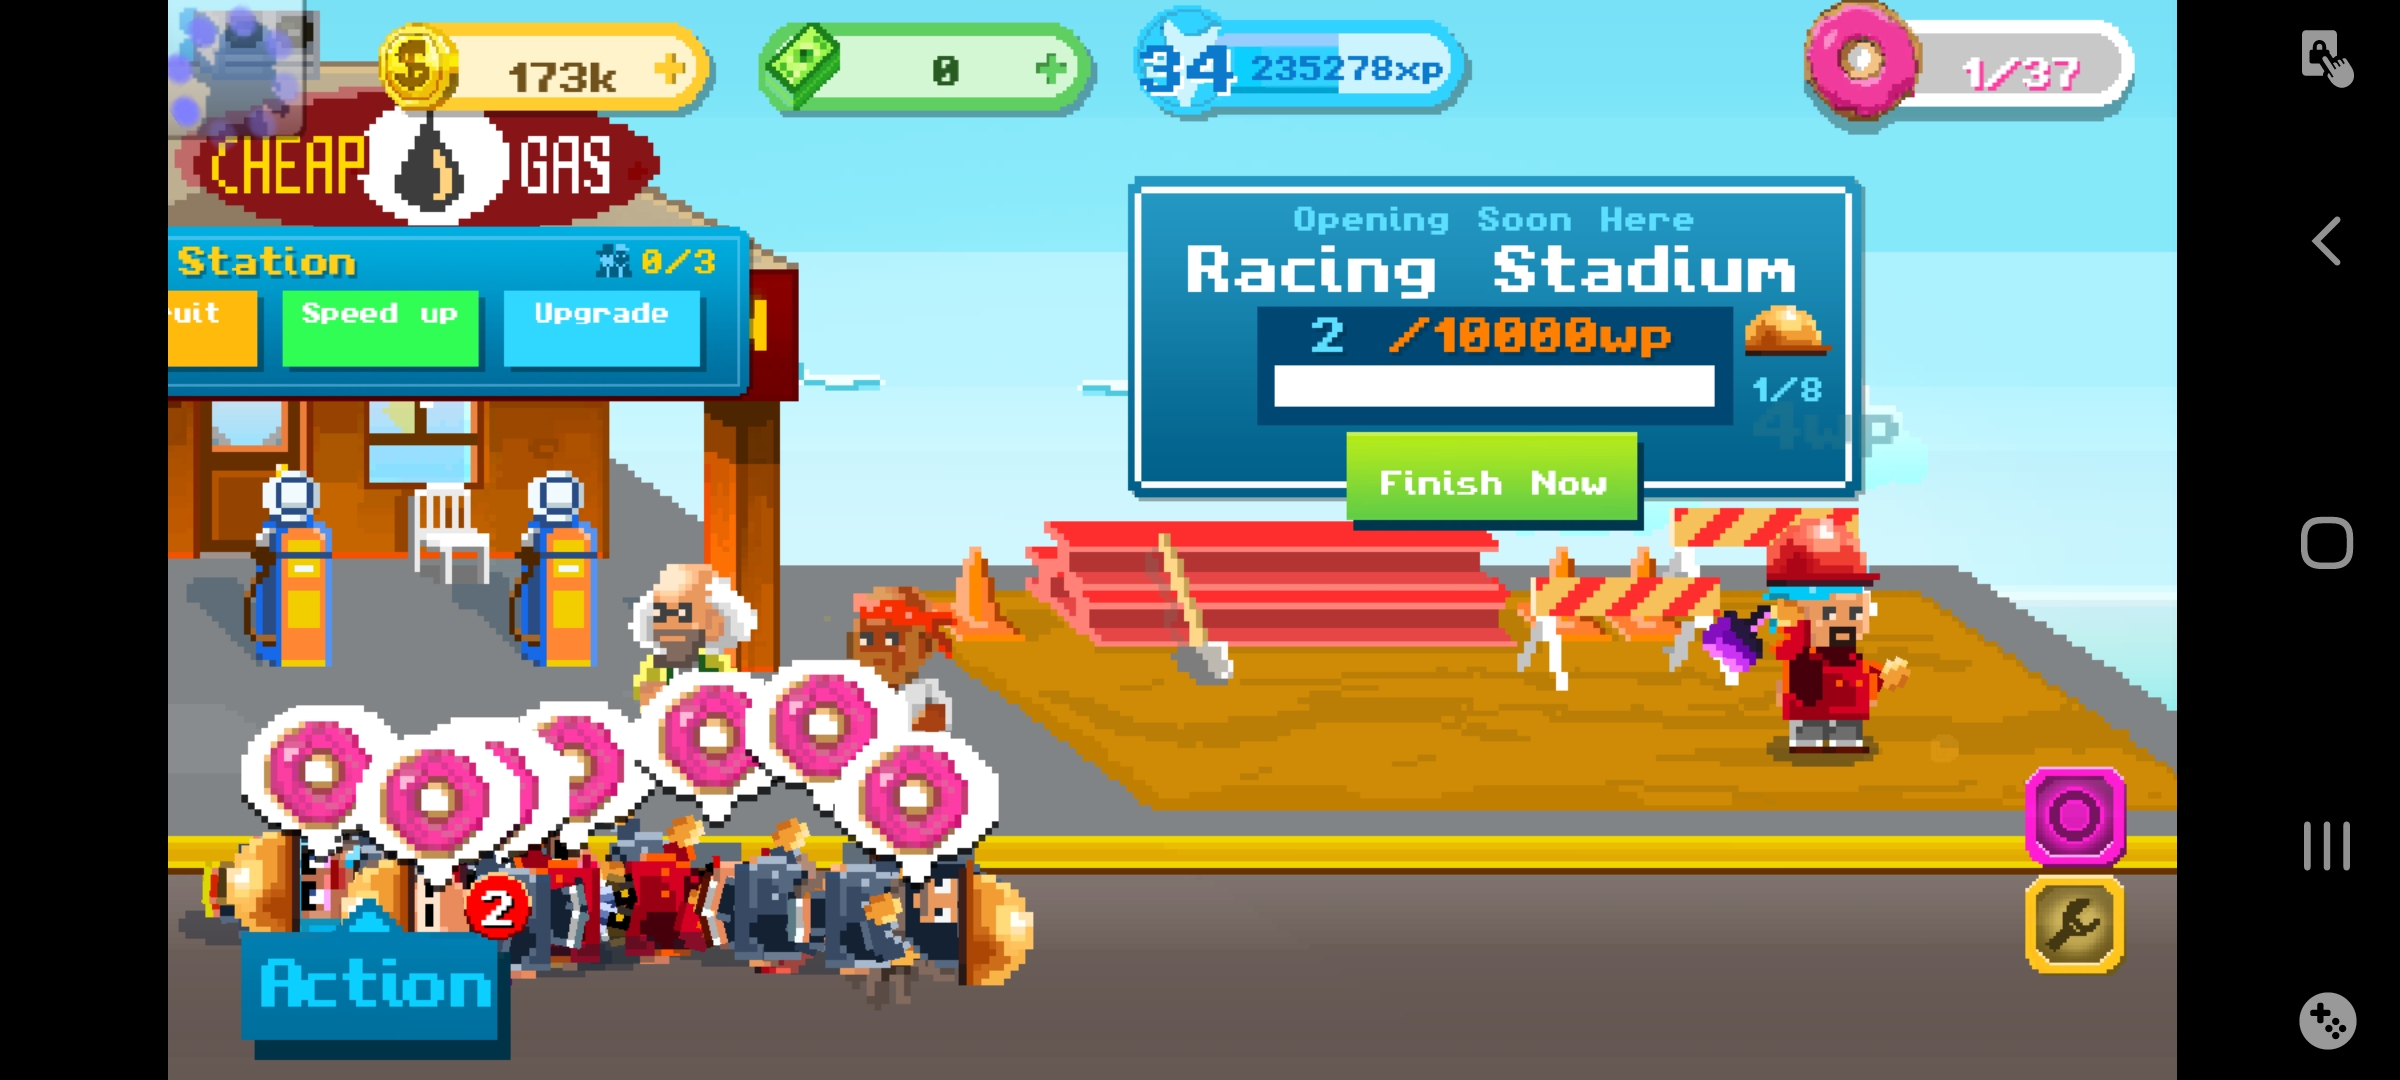 173k
0
34 235278xp
1/37
CHEAP GAS
Station 0/3
uit Speed up Upgrade
Opening Soon Here
Racing Stadium
2 /10000wp
1/8
4wp
Finish Now
2
Action